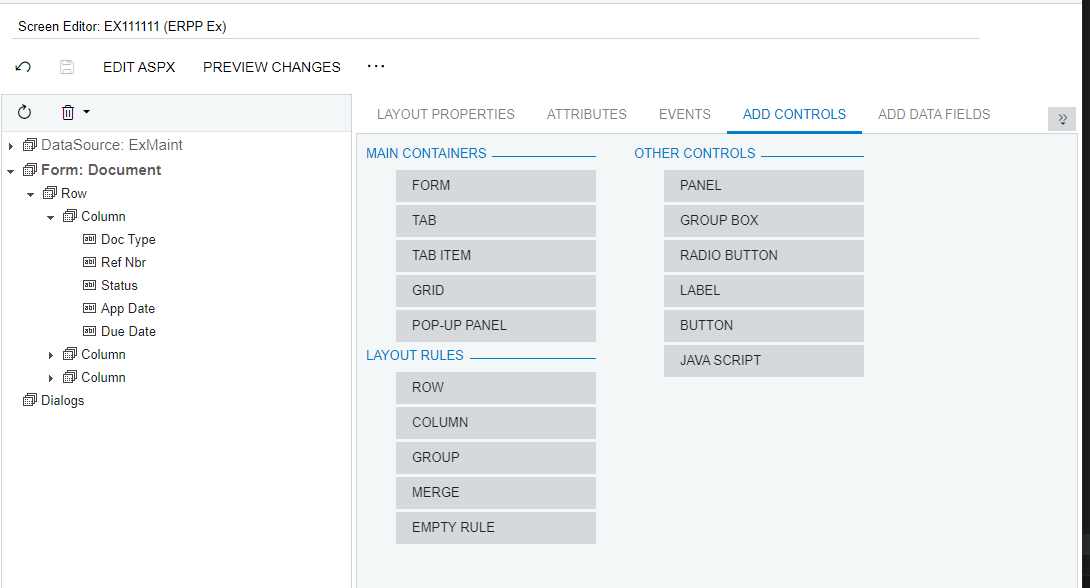 Screen Editor: EX111111 (ERPP Ex)
EDIT ASPX PREVIEW CHANGES ...
LAYOUT PROPERTIES ATTRIBUTES EVENTS ADD CONTROLS ADD DATA FIELDS
DataSource: ExMaint
Form: Document
Row
Column
Doc Type
Ref Nbr
Status
App Date
Due Date
Column
Column
Dialogs
MAIN CONTAINERS
FORM
TAB
TAB ITEM
GRID
POP-UP PANEL
LAYOUT RULES
ROW
COLUMN
GROUP
MERGE
EMPTY RULE
OTHER CONTROLS
PANEL
GROUP BOX
RADIO BUTTON
LABEL
BUTTON
JAVA SCRIPT